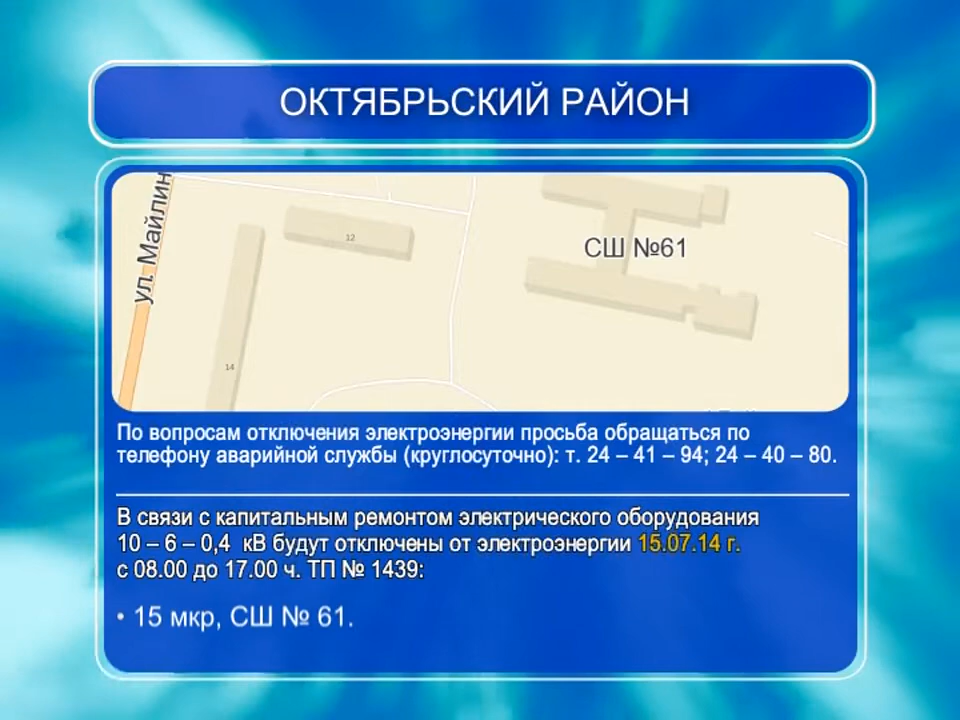 ОКТЯБРЬСКИЙ РАЙОН
ул. Майлин
12
СШ №61
14
По вопросам отключения электроэнергии просьба обращаться по
телефону аварийной службы (круглосуточно): т. 24 – 41 – 94; 24 – 40 – 80.
В связи с капитальным ремонтом электрического оборудования
10 – 6 – 0,4 кВ будут отключены от электроэнергии 15.07.14 г.
с 08.00 до 17.00 ч. ТП № 1439:
• 15 мкр, СШ № 61.